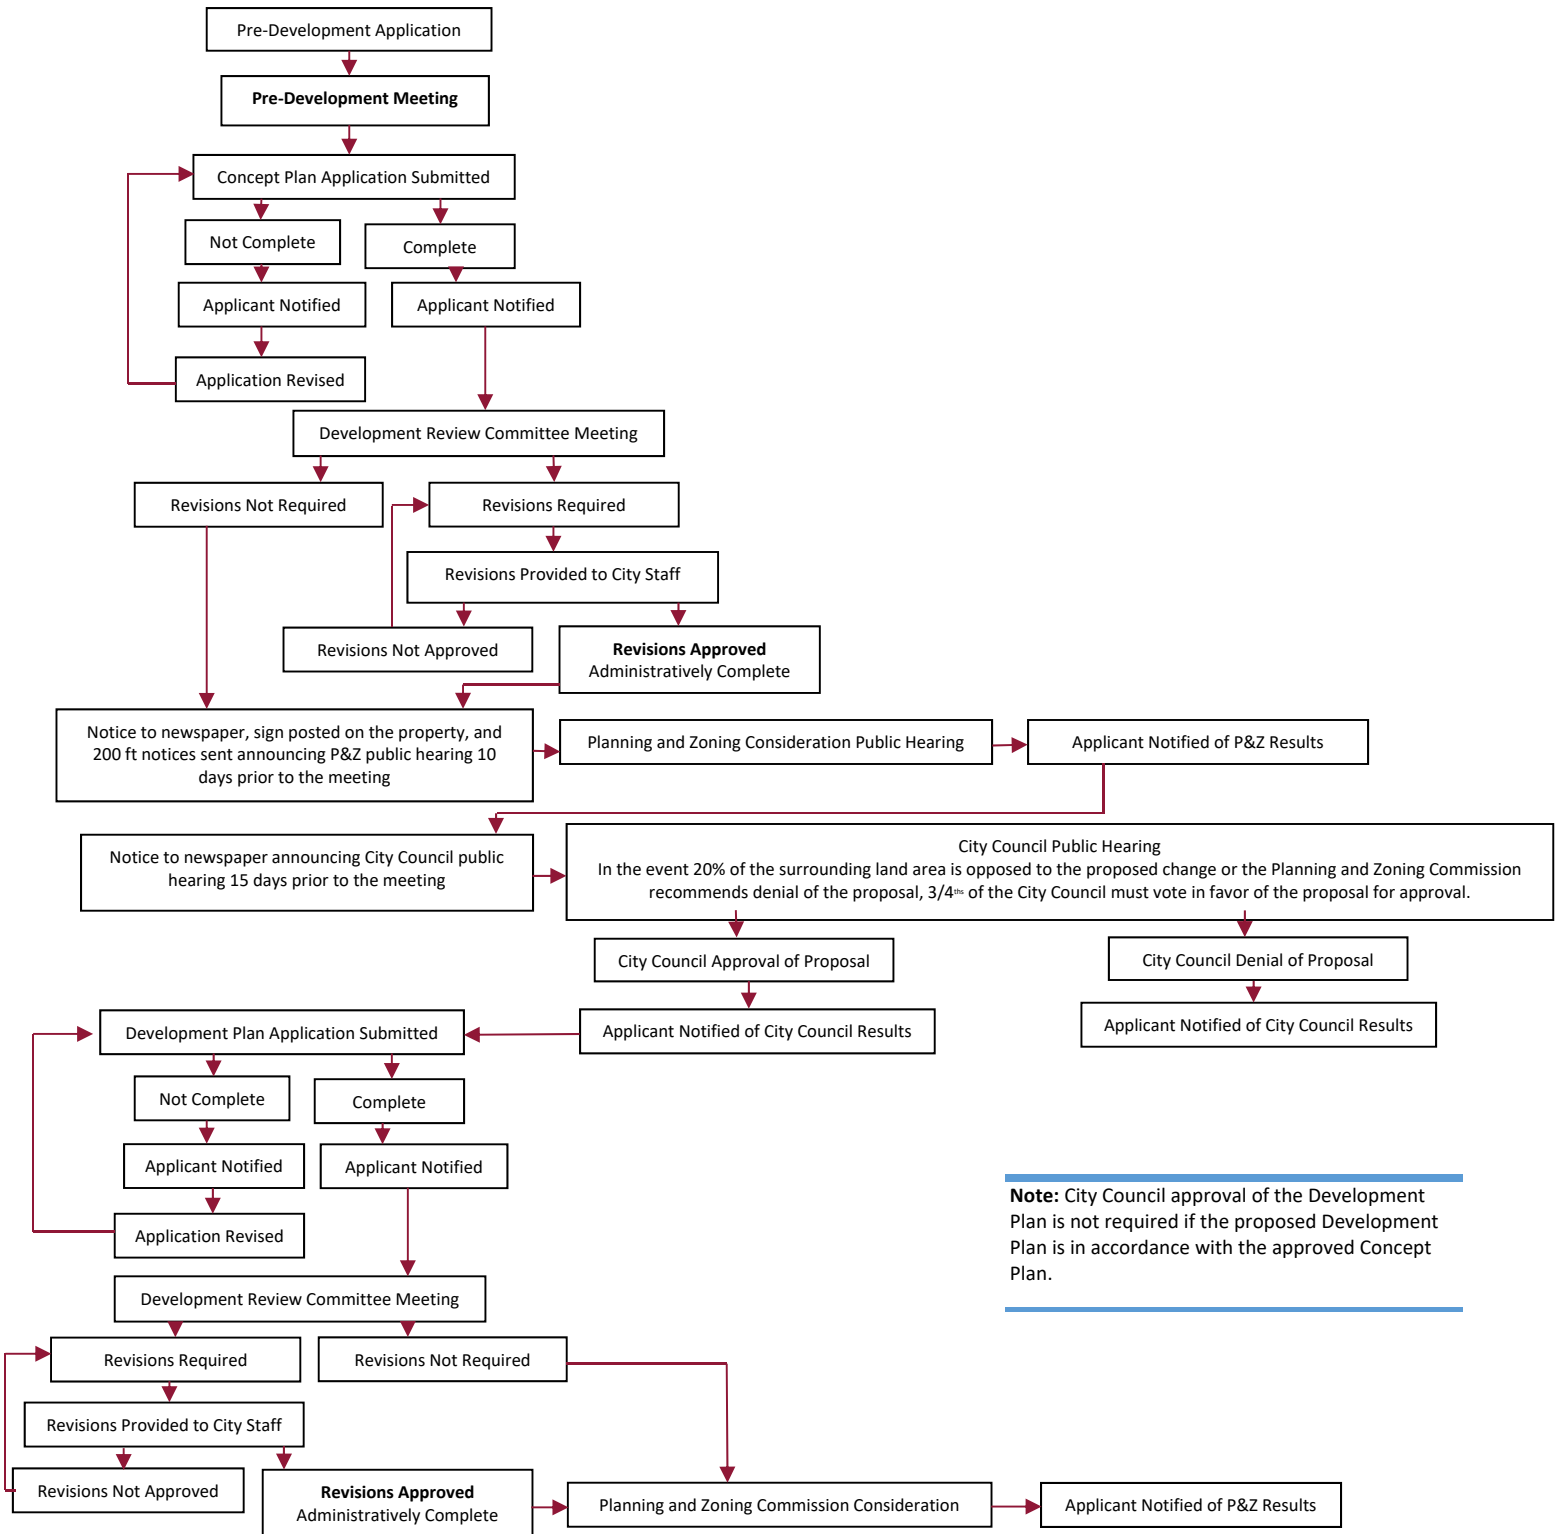 Pre-Development Application
Pre-Development Meeting
Concept Plan Application Submitted
Not Complete
Complete
Applicant Notified
Applicant Notified
Application Revised
Development Review Committee Meeting
Revisions Not Required
Revisions Required
Revisions Provided to City Staff
Revisions Not Approved
Revisions Approved
Administratively Complete
Notice to newspaper, sign posted on the property, and
200 ft notices sent announcing P&Z public hearing 10
days prior to the meeting
Planning and Zoning Consideration Public Hearing
Applicant Notified of P&Z Results
Notice to newspaper announcing City Council public
hearing 15 days prior to the meeting
City Council Public Hearing
In the event 20% of the surrounding land area is opposed to the proposed change or the Planning and Zoning Commission
recommends denial of the proposal, 3/4ths of the City Council must vote in favor of the proposal for approval.
City Council Approval of Proposal
City Council Denial of Proposal
Applicant Notified of City Council Results
Applicant Notified of City Council Results
Development Plan Application Submitted
Not Complete
Complete
Applicant Notified
Applicant Notified
Application Revised
Note: City Council approval of the Development
Plan is not required if the proposed Development
Plan is in accordance with the approved Concept
Plan.
Development Review Committee Meeting
Revisions Required
Revisions Not Required
Revisions Provided to City Staff
Revisions Not Approved
Revisions Approved
Administratively Complete
Planning and Zoning Commission Consideration
Applicant Notified of P&Z Results